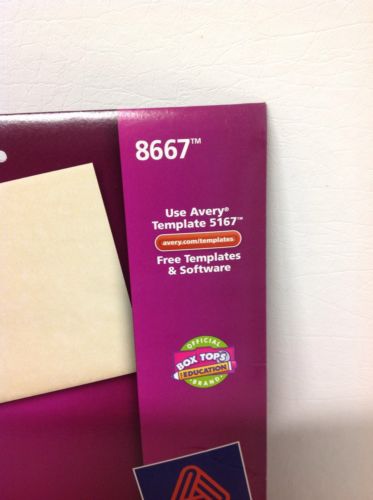 8667™
Use Avery®
Template 5167™
avery.com/templates
Free Templates
& Software
OFFICIAL
BOX TOPS
EDUCATION
BRAND